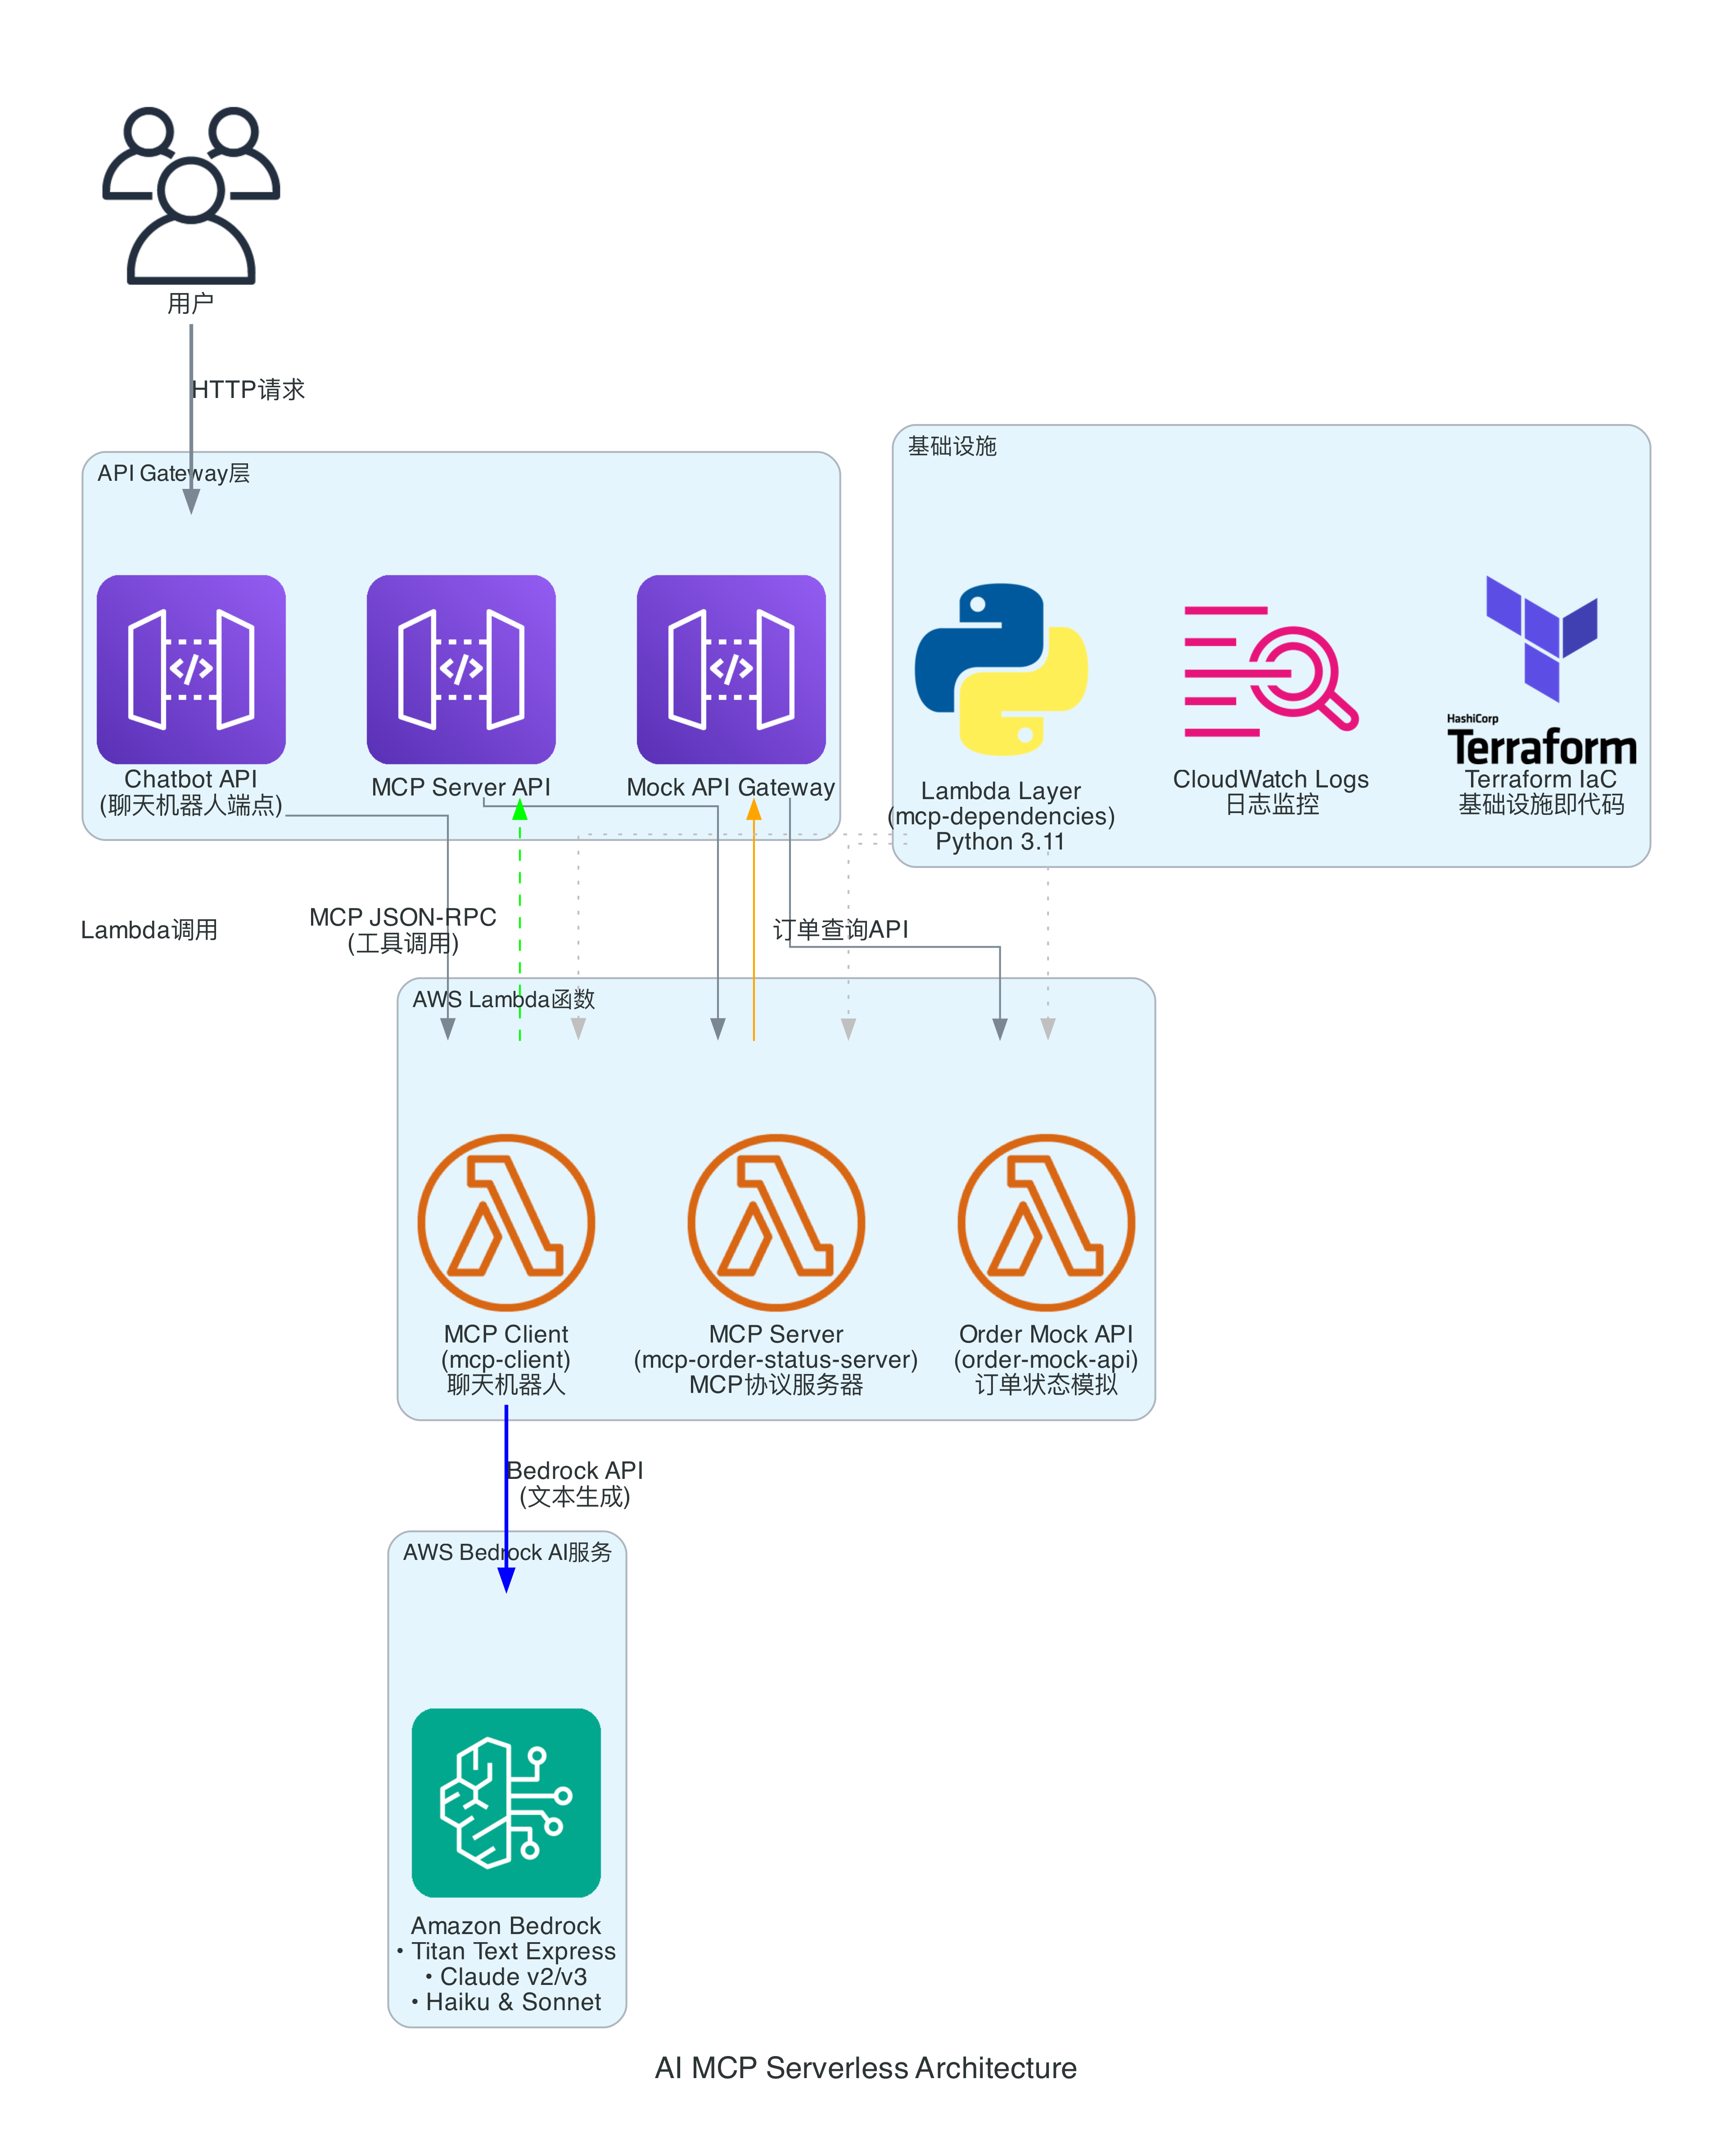 用户
HTTP请求
API Gateway层
基础设施
Chatbot API
(聊天机器人端点)
MCP Server API
Mock API Gateway
Lambda Layer
(mcp-dependencies)
Python 3.11
CloudWatch Logs
日志监控
HashiCorp
Terraform
Terraform IaC
基础设施即代码
Lambda调用
MCP JSON-RPC
(工具调用)
订单查询API
AWS Lambda函数
MCP Client
(mcp-client)
聊天机器人
MCP Server
(mcp-order-status-server)
MCP协议服务器
Order Mock API
(order-mock-api)
订单状态模拟
Bedrock API
(文本生成)
AWS Bedrock AI服务
Amazon Bedrock
• Titan Text Express
• Claude v2/v3
• Haiku & Sonnet
AI MCP Serverless Architecture